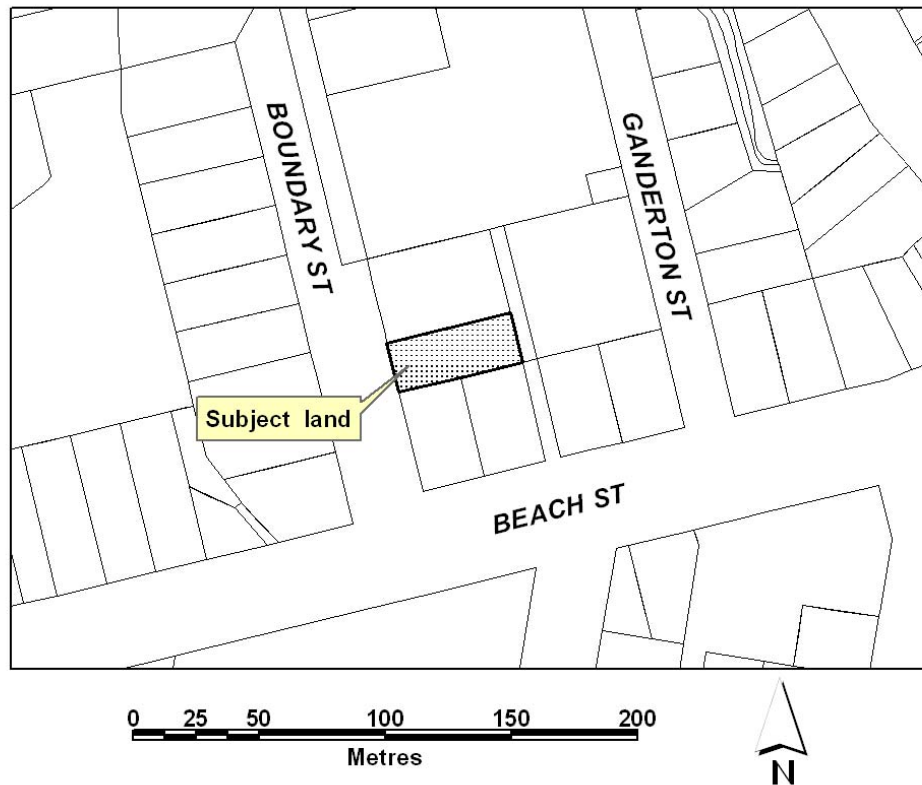 BOUNDARY ST
GANDERTON ST
Subject land
BEACH ST
0 25 50 100 150 200
Metres
N